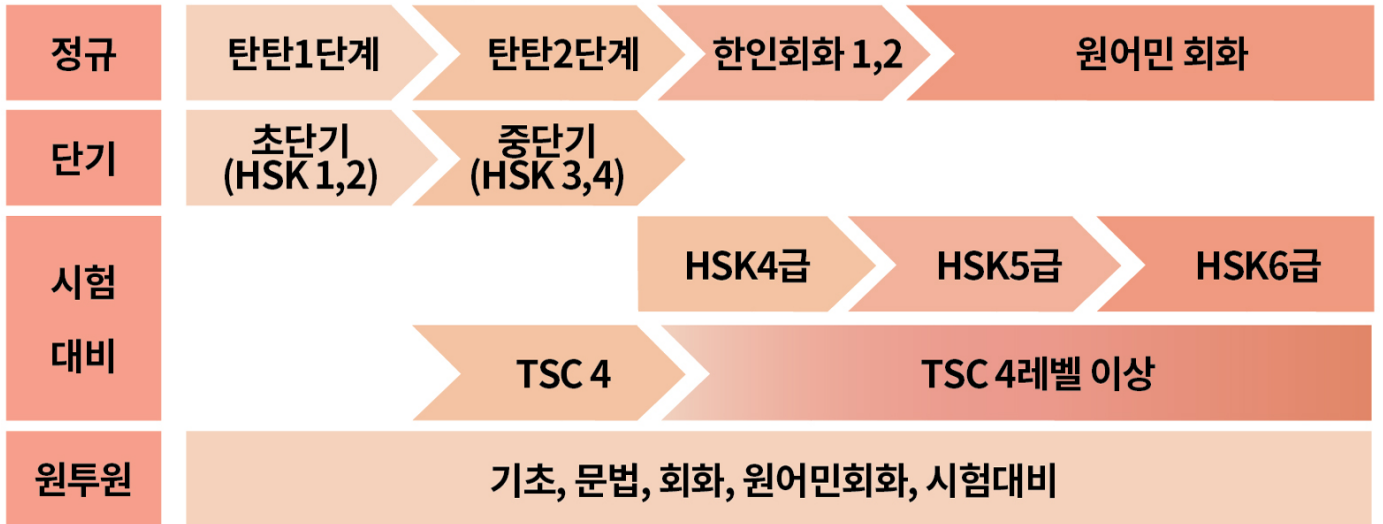 정규
탄탄1단계
탄탄2단계
한인회화 1,2
원어민 회화
단기
초단기
(HSK 1,2)
중단기
(HSK 3,4)
시험
대비
HSK4급
HSK5급
HSK6급
TSC 4
TSC 4레벨 이상
원투원
기초, 문법, 회화, 원어민회화, 시험대비